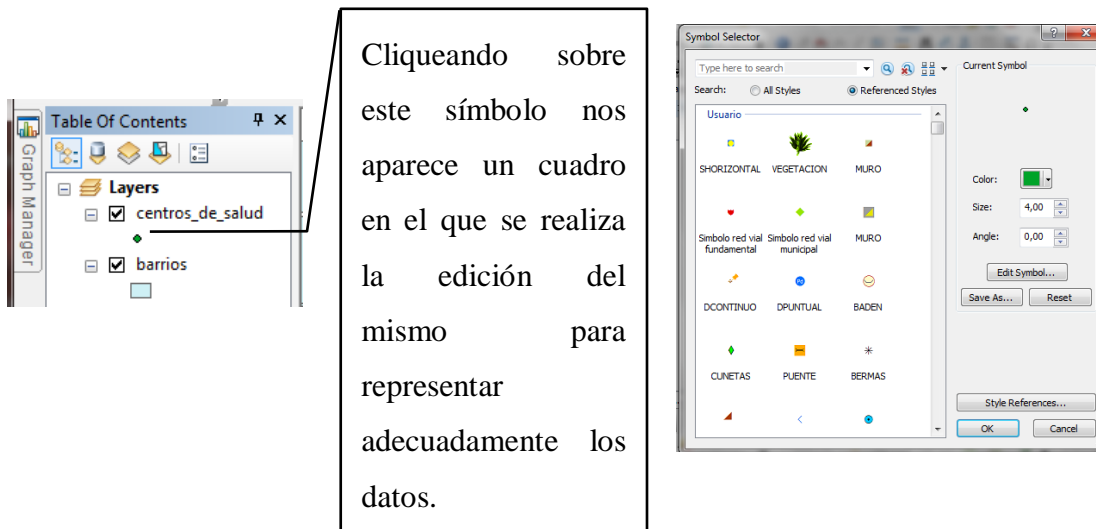 Table Of Contents
Graph Manager
Layers
centros_de_salud
barrios
Cliqueando sobre
este símbolo nos
aparece un cuadro
en el que se realiza
la edición del
mismo para
representar
adecuadamente los
datos.
Symbol Selector
Type here to search
Search: All Styles Referenced Styles
Usuario
SHORIZONTAL VEGETACION MURO
Simbolo red vial Simbolo red vial MURO
fundamental municipal
DCONTINUO DPUNTUAL BADEN
CUNETAS PUENTE BERMAS
Current Symbol
Color:
Size: 4,00
Angle: 0,00
Edit Symbol...
Save As... Reset
Style References...
OK Cancel